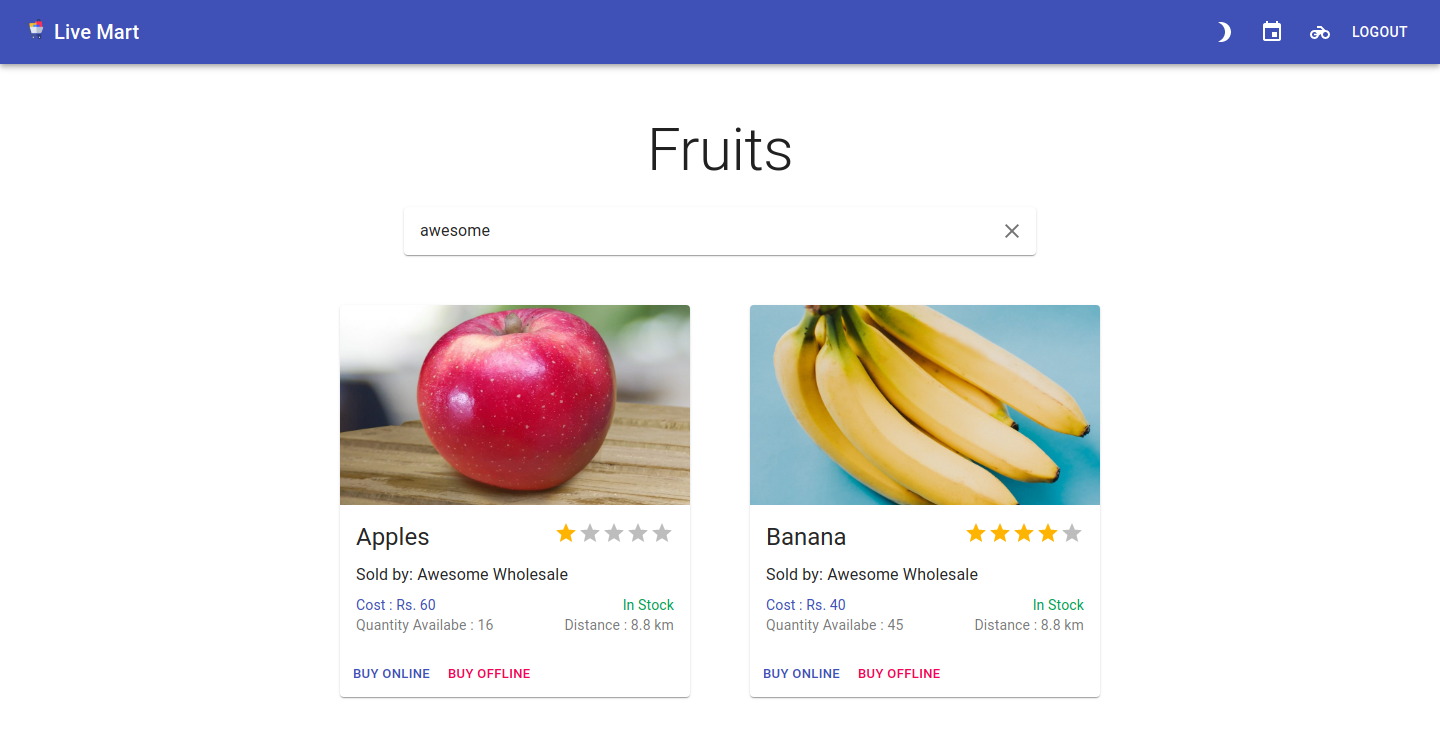 Live Mart
LOGOUT
Fruits
awesome
Apples
Sold by: Awesome Wholesale
Cost : Rs. 60 In Stock
Quantity Availabe : 16 Distance : 8.8 km
BUY ONLINE BUY OFFLINE
Banana
Sold by: Awesome Wholesale
Cost : Rs. 40 In Stock
Quantity Availabe : 45 Distance : 8.8 km
BUY ONLINE BUY OFFLINE